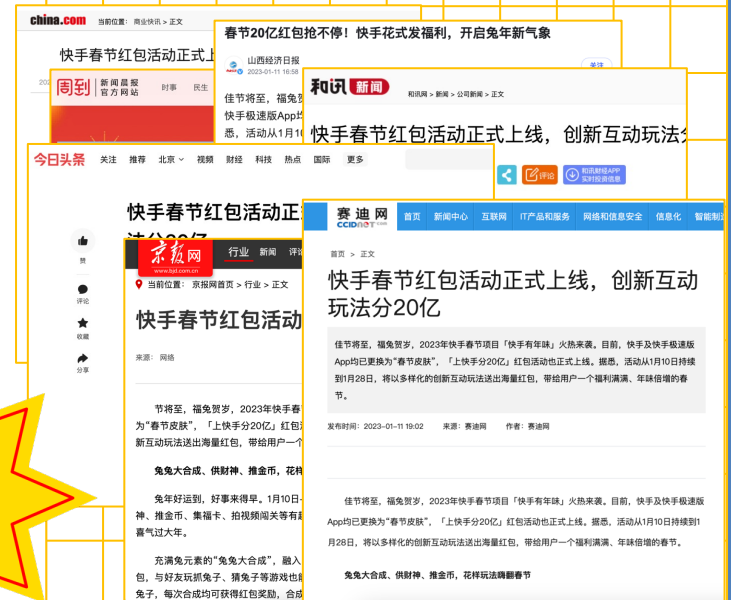 china.com 当前位置: 商业快讯 > 正文
快手春节红包活动正式上
202
春节20亿红包抢不停！快手花式发福利，开启兔年新气象
山西经济日报
2023-01-11 16:58
关注
佳节将至，福兔
快手极速版App均
悉，活动从1月10
周到 新闻晨报
官方网站
时事 民生
和讯 新闻
和讯网 > 新闻 > 公司新闻 > 正文
快手春节红包活动正式上线，创新互动玩法分
评论
和讯财经APP
实时投资信息
今日头条 关注 推荐 北京 视频 财经 科技 热点 国际 更多
快手春节红包活动正
法分20亿
赞
评论
收藏
分享
京报网
www.bjd.com.cn
行业 新闻 评论
当前位置: 京报网首页 > 行业 > 正文
快手春节红包活动
来源: 网络
节将至，福兔贺岁，2023年快手春
为“春节皮肤”，「上快手分20亿」红包
新互动玩法送出海量红包，带给用户一个
兔兔大合成、供财神、推金币，花样
兔年好运到，好事来得早。1月10日
神、推金币、集福卡、拍视频闯关等有
喜气过大年。
充满兔元素的“兔兔大合成”，融入
包，与好友玩抓兔子、猜兔子等游戏也
兔子，每次合成均可获得红包奖励，合成
赛迪网
CCIDNET.com
首页 新闻中心 互联网 IT产品和服务 网络和信息安全 信息化 智能制造
首页 > 正文
快手春节红包活动正式上线，创新互动
玩法分20亿
佳节将至，福兔贺岁，2023年快手春节项目「快手有年味」火热来袭。目前，快手及快手极速版
App均已更换为“春节皮肤”，「上快手分20亿」红包活动也正式上线。据悉，活动从1月10日持续
到1月28日，将以多样化的创新互动玩法送出海量红包，带给用户一个福利满满、年味倍增的春
节。
发布时间：2023-01-11 19:02 来源：赛迪网 作者：赛迪网
佳节将至，福兔贺岁，2023年快手春节项目「快手有年味」火热来袭。目前，快手及快手极速版
App均已更换为“春节皮肤”，「上快手分20亿」红包活动也正式上线。据悉，活动从1月10日持续到1
月28日，将以多样化的创新互动玩法送出海量红包，带给用户一个福利满满、年味倍增的春节。
兔兔大合成、供财神、推金币，花样玩法嗨翻春节